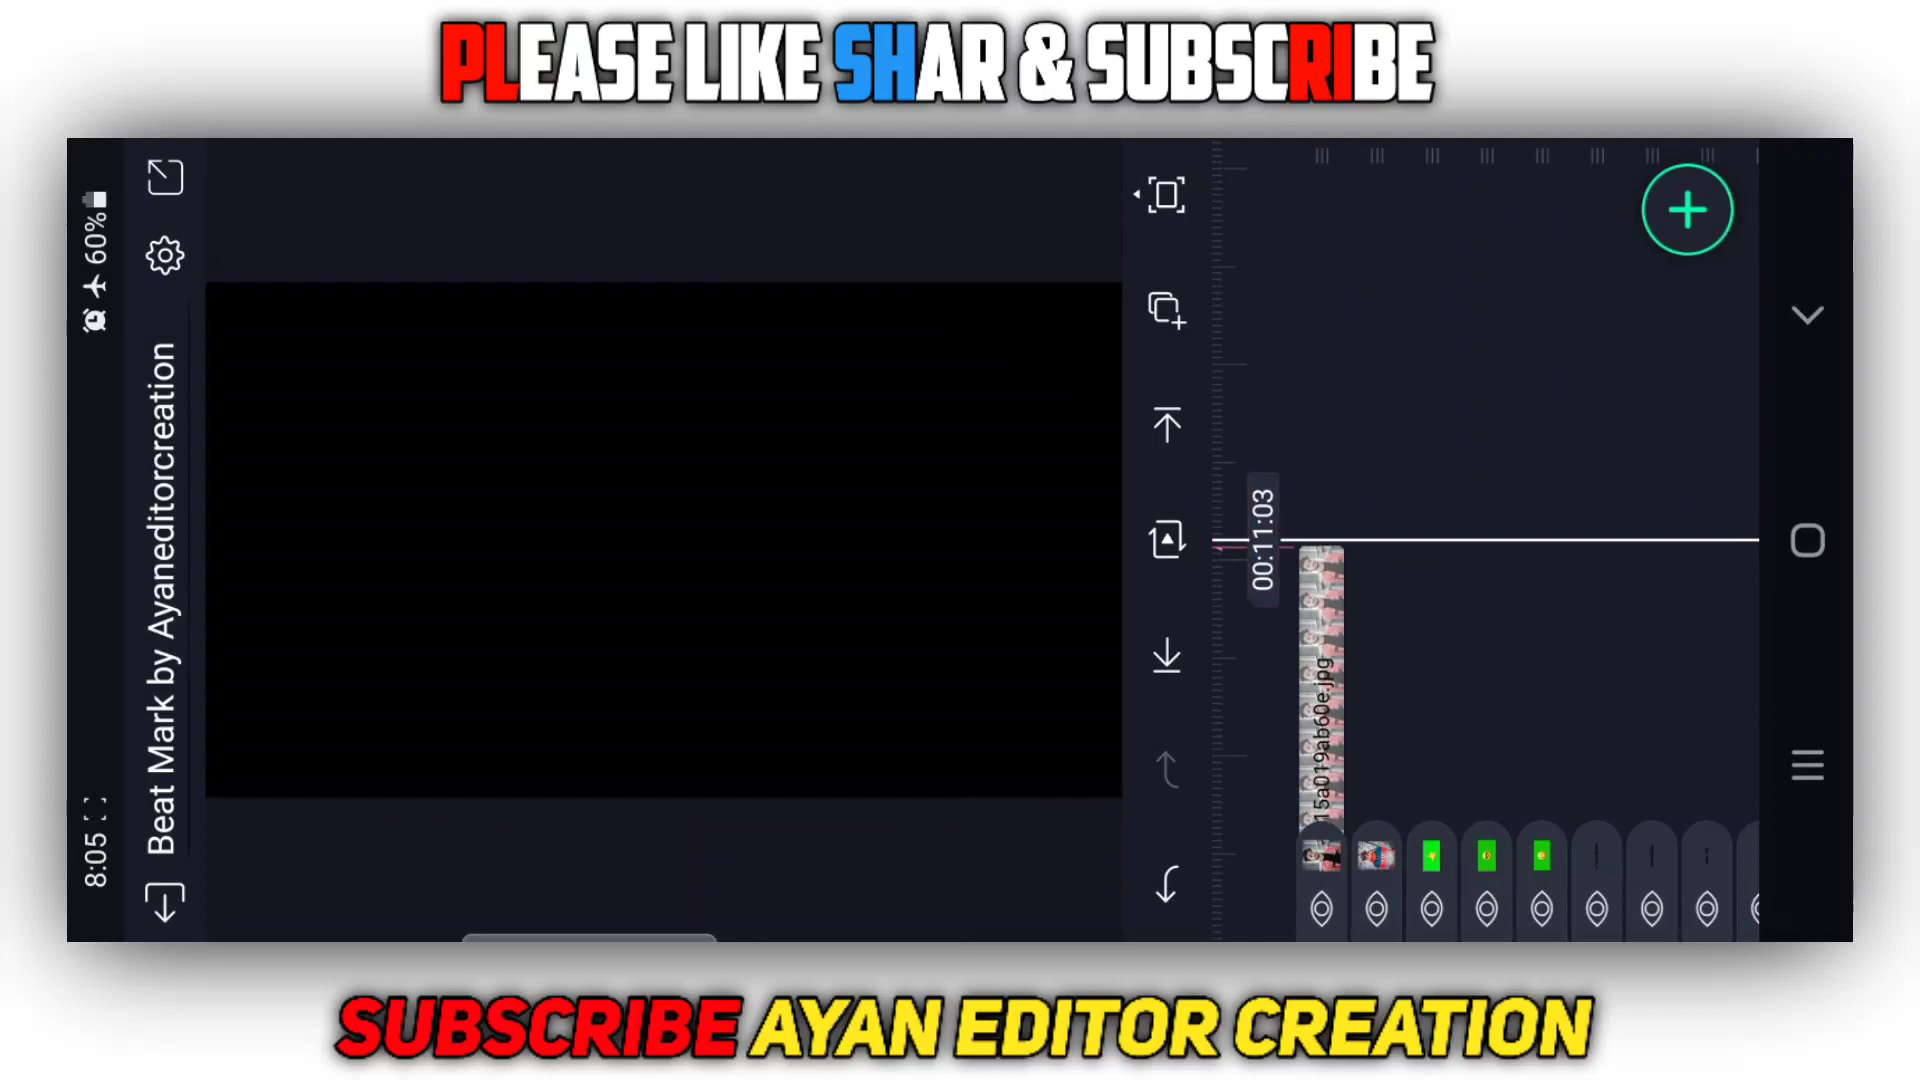 PLEASE LIKE SHAR & SUBSCRIBE
8:05
60%
Beat Mark by Ayaneditorcreation
00:11:03
15a019ab60e.jpg
SUBSCRIBE AYAN EDITOR CREATION